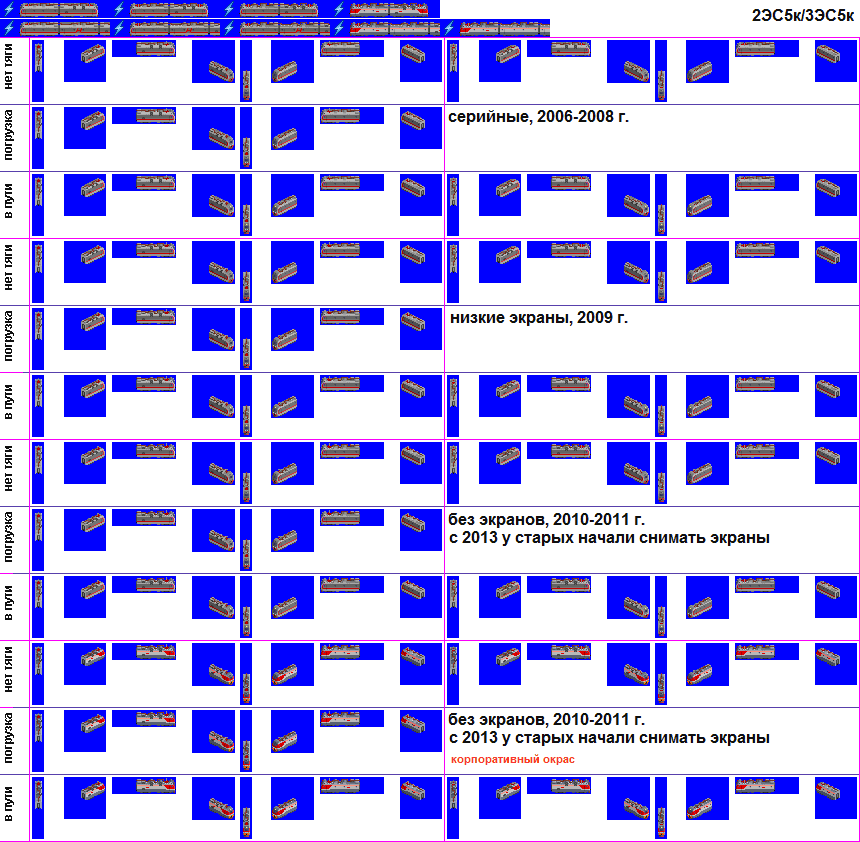 2ЭС5к/3ЭС5к
нет тяги
погрузка
серийные, 2006-2008 г.
в пути
нет тяги
погрузка
низкие экраны, 2009 г.
в пути
нет тяги
погрузка
без экранов, 2010-2011 г.
с 2013 у старых начали снимать экраны
в пути
нет тяги
погрузка
без экранов, 2010-2011 г.
с 2013 у старых начали снимать экраны
корпоративный окрас
в пути